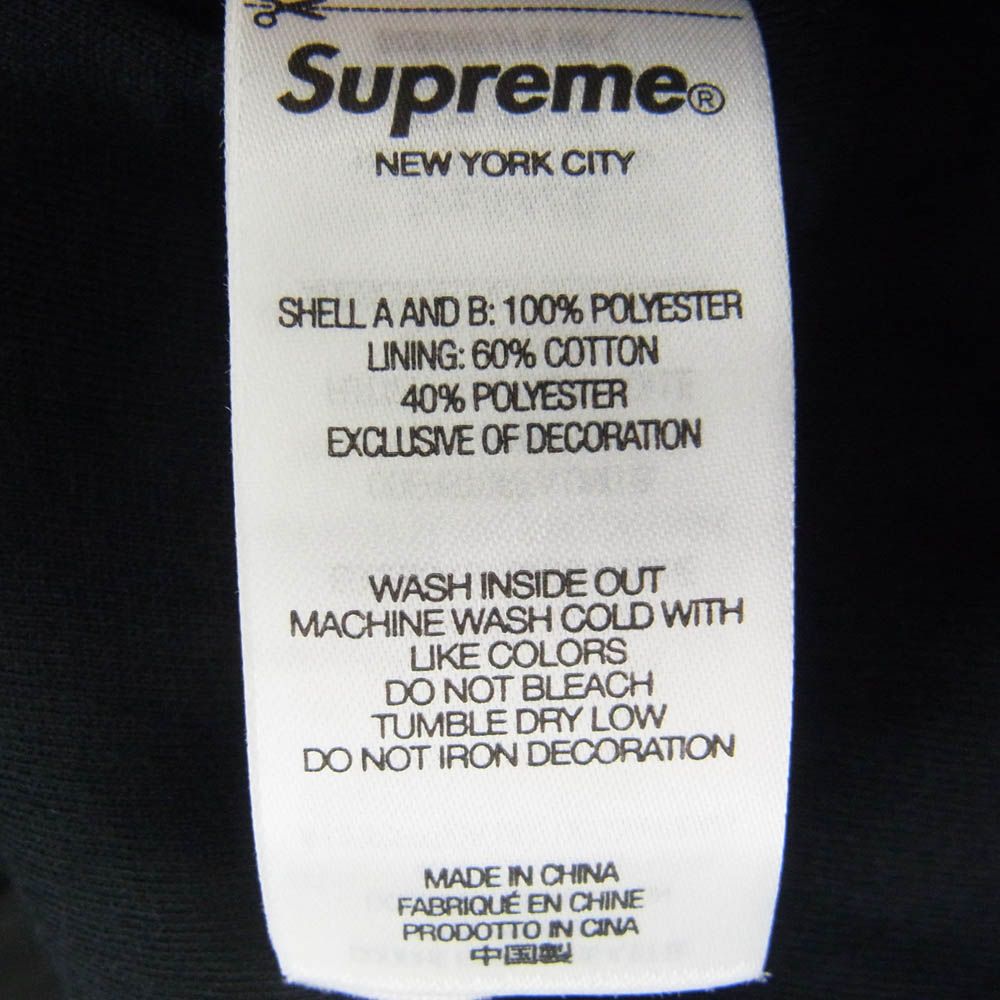 Supreme®
NEW YORK CITY
SHELL A AND B: 100% POLYESTER
LINING: 60% COTTON
40% POLYESTER
EXCLUSIVE OF DECORATION
WASH INSIDE OUT
MACHINE WASH COLD WITH
LIKE COLORS
DO NOT BLEACH
TUMBLE DRY LOW
DO NOT IRON DECORATION
MADE IN CHINA
FABRIQUÉ EN CHINE
PRODOTTO IN CINA
中国製